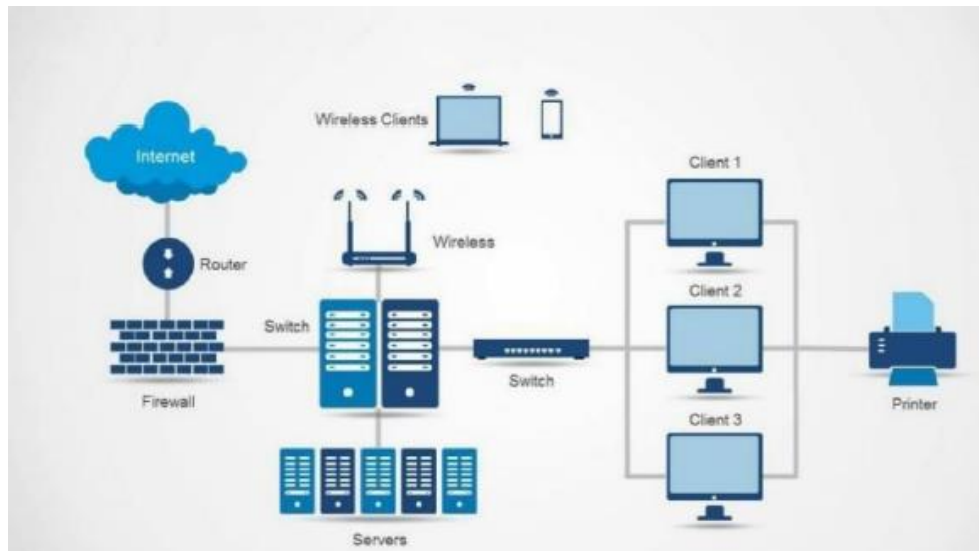 Wireless Clients
Internet
Client 1
Wireless
Router
Client 2
Switch
Switch
Firewall
Printer
Client 3
Servers